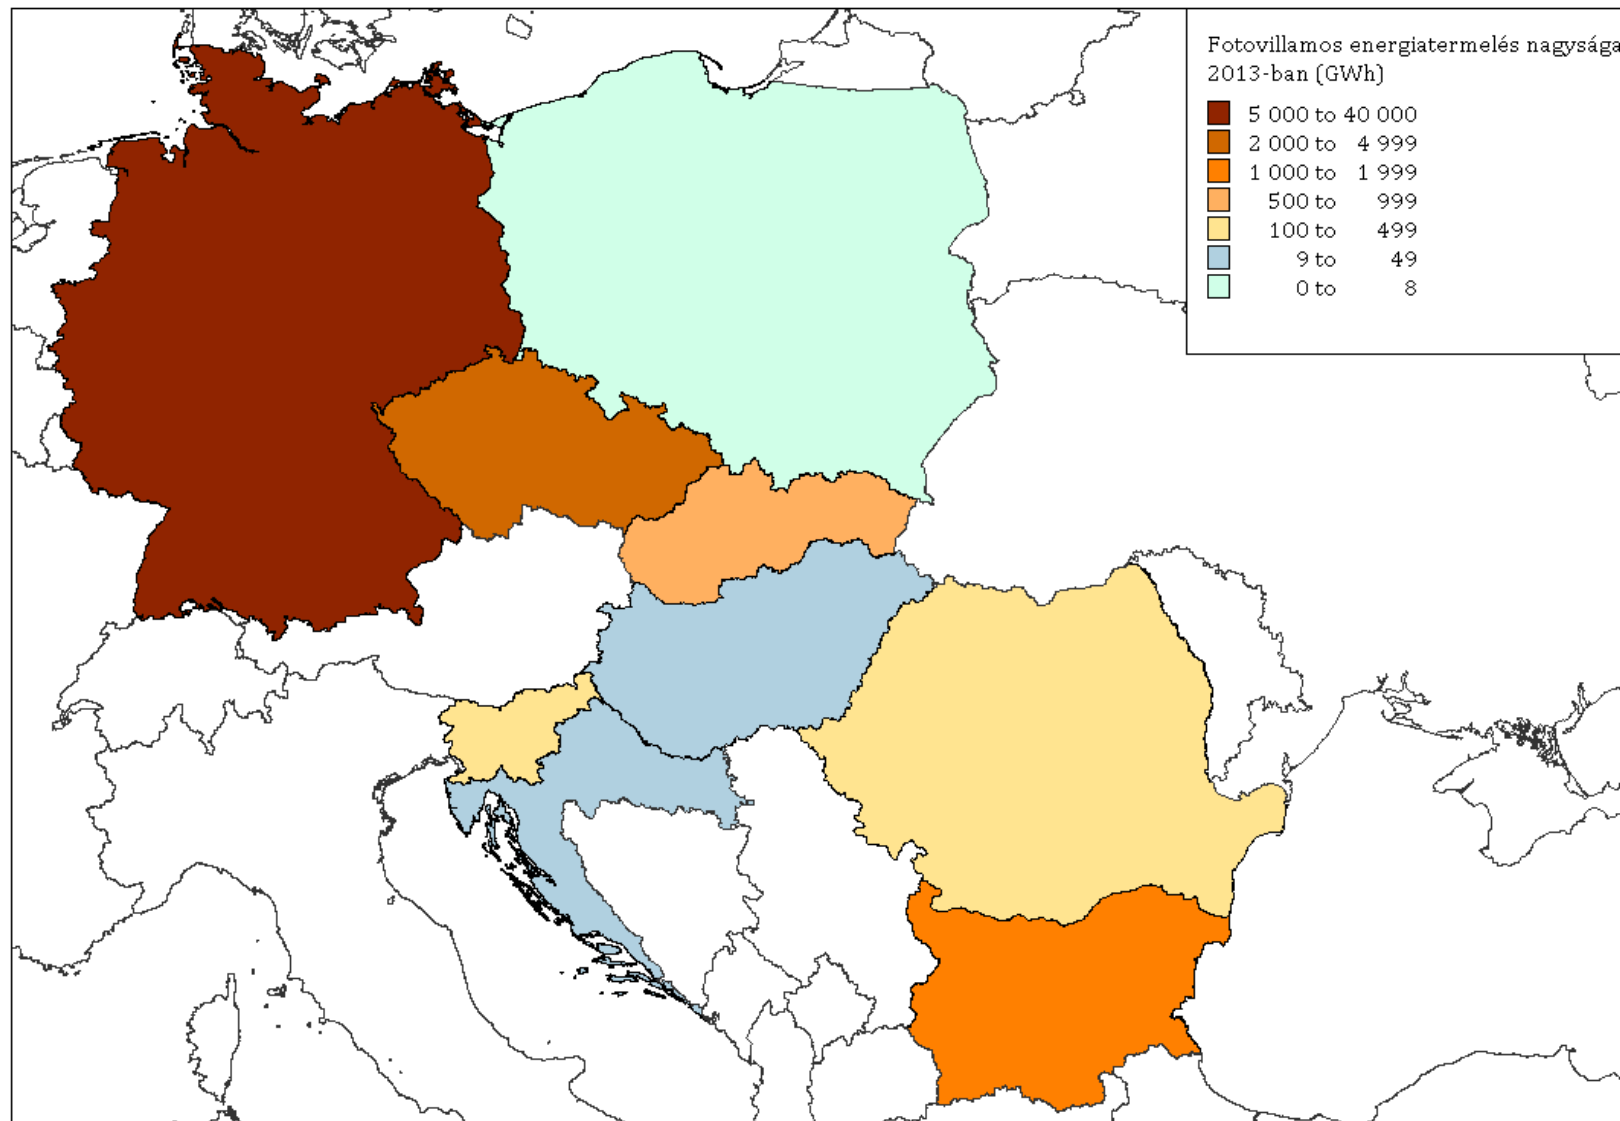 Fotovillamos energiatermelés nagysága
2013-ban (GWh)
5 000 to 40 000
2 000 to 4 999
1 000 to 1 999
500 to 999
100 to 499
9 to 49
0 to 8